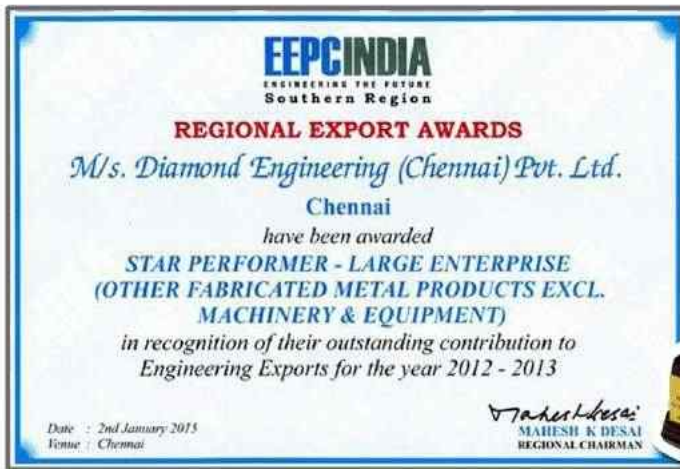 EEPCINDIA
ENGINEERING THE FUTURE
Southern Region
REGIONAL EXPORT AWARDS
M/s. Diamond Engineering (Chennai) Pvt. Ltd.
Chennai
have been awarded
STAR PERFORMER - LARGE ENTERPRISE
(OTHER FABRICATED METAL PRODUCTS EXCL.
MACHINERY & EQUIPMENT)
in recognition of their outstanding contribution to
Engineering Exports for the year 2012 - 2013
Mahesh K Desai
Date : 2nd January 2015
MAHESH K DESAI
Venue : Chennai
REGIONAL CHAIRMAN